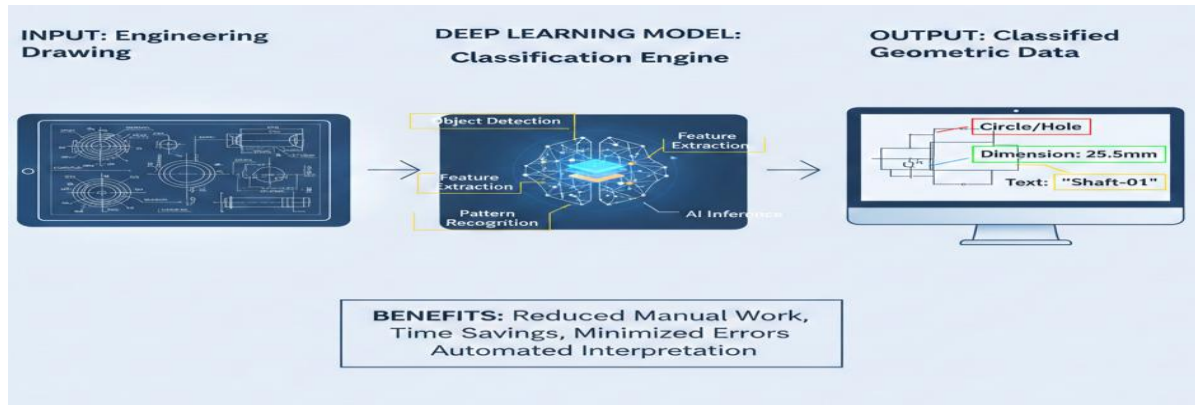 INPUT: Engineering
Drawing
DEEP LEARNING MODEL:
Classification Engine
OUTPUT: Classified
Geometric Data
Object Detection
Feature
Extraction
Feature
Extraction
Pattern
Recognition
AI Inference
Circle/Hole
Dimension: 25.5mm
Text: "Shaft-01"
BENEFITS: Reduced Manual Work,
Time Savings, Minimized Errors
Automated Interpretation